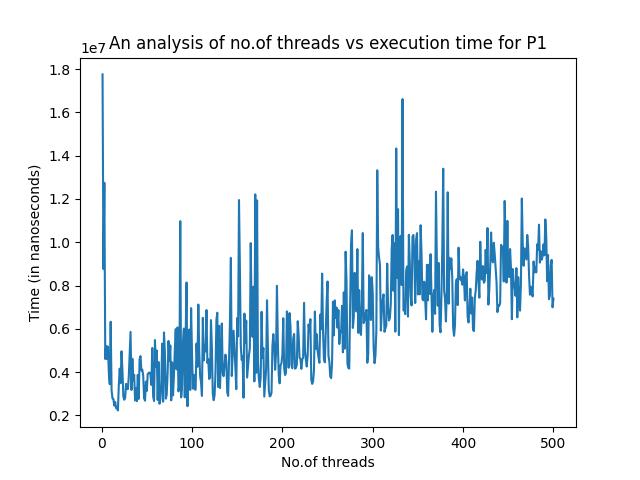 An analysis of no.of threads vs execution time for P1
1e7
1.8
1.6
1.4
1.2
1.0
0.8
0.6
0.4
0.2
Time (in nanoseconds)
0 100 200 300 400 500
No.of threads